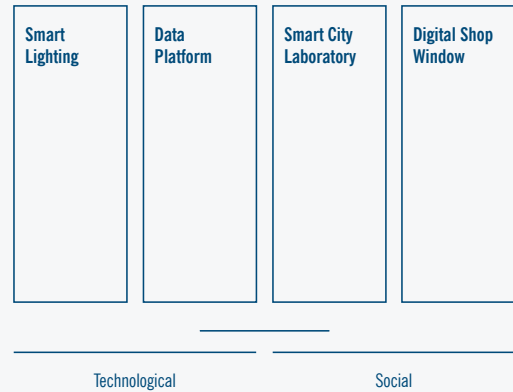 Smart
Lighting
Data
Platform
Smart City
Laboratory
Digital Shop
Window
Technological
Social